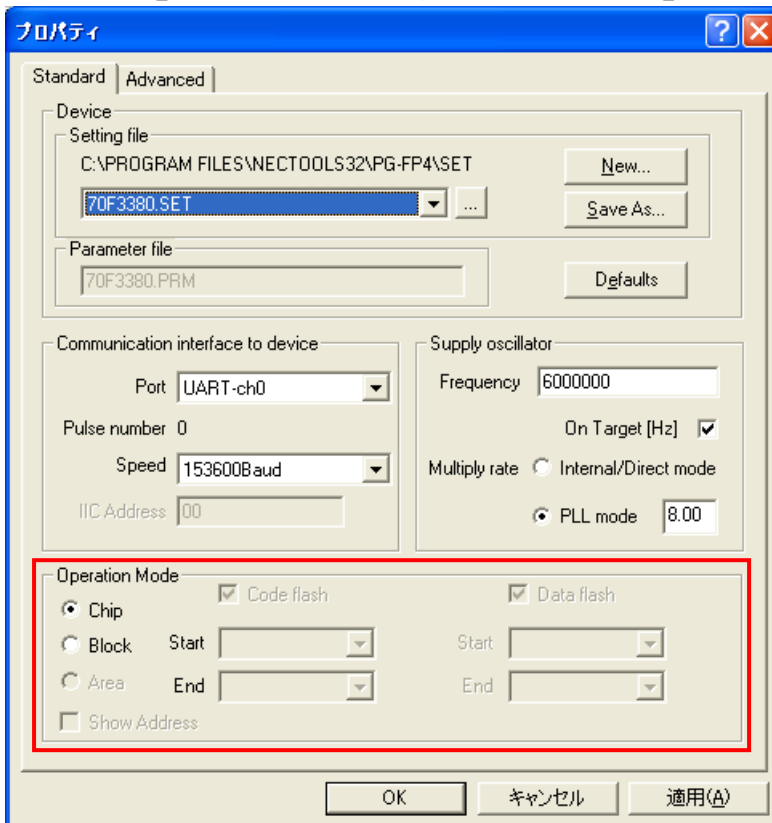 プロパティ
Standard Advanced
Device
Setting file
C:\PROGRAM FILES\NECTOOLS32\PG-FP4\SET New...
70F3380.SET ... Save As...
Parameter file
70F3380.PRM Defaults
Communication interface to device Supply oscillator
Port UART-ch0 Frequency 6000000
Pulse number 0 On Target [Hz]
Speed 153600Baud Multiply rate Internal/Direct mode
IIC Address 00 PLL mode 8.00
Operation Mode
Chip Code flash Data flash
Block Start Start
Area End End
Show Address
OK キャンセル 適用(A)